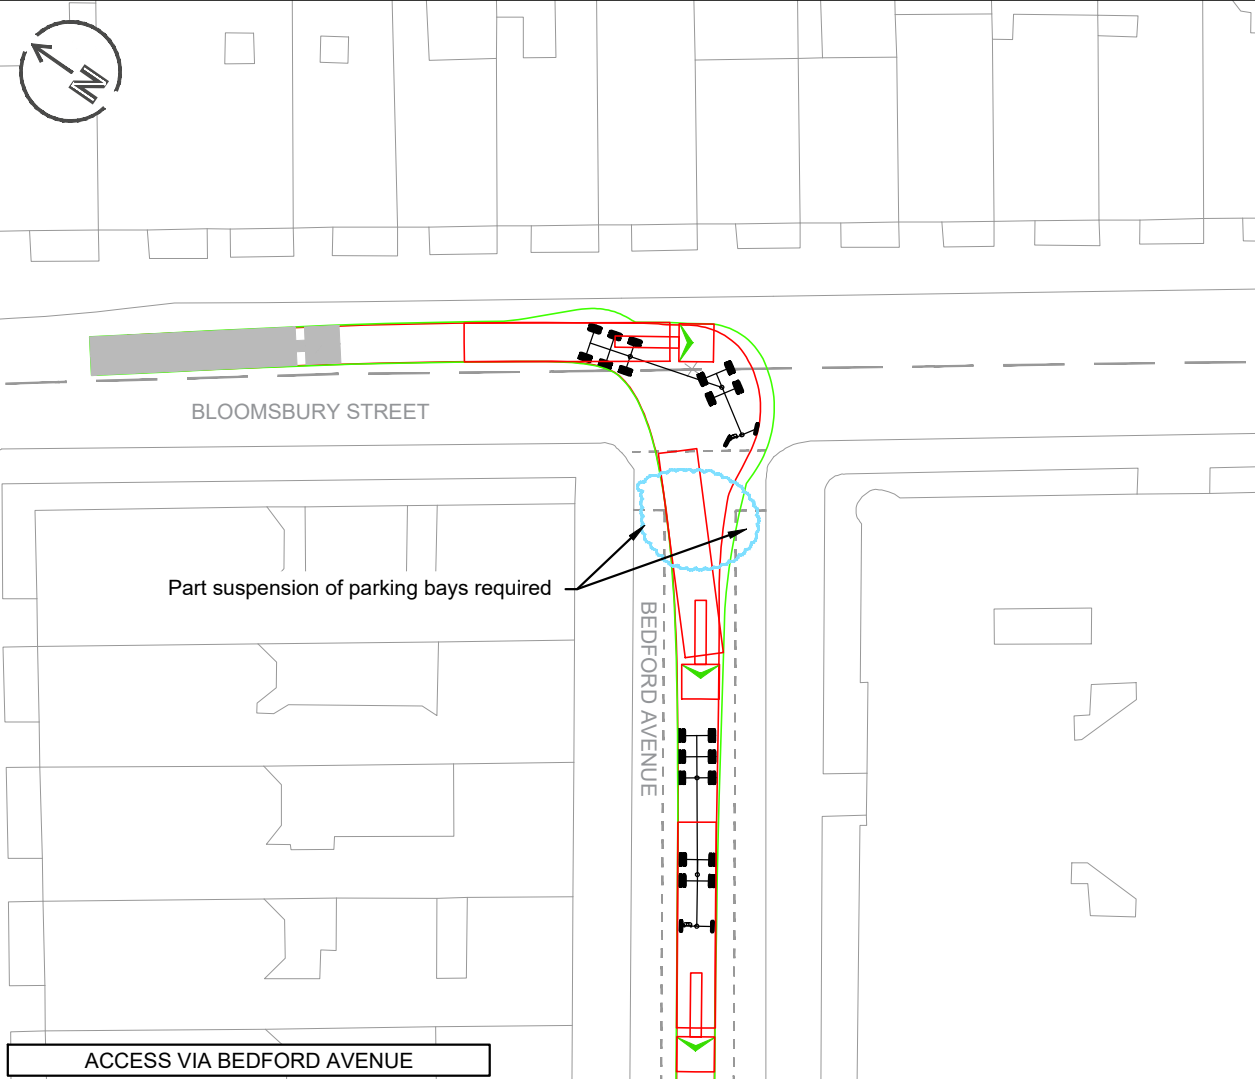 N
BLOOMSBURY STREET
Part suspension of parking bays required
BEDFORD AVENUE
ACCESS VIA BEDFORD AVENUE